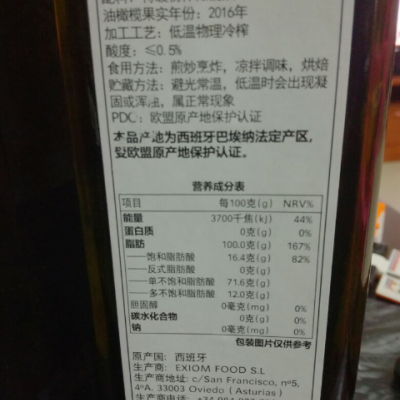 油橄榄果实年份：2016年
加工工艺：低温物理冷榨
酸度：≤0.5%
食用方法：煎炒烹炸，凉拌调味，烘焙
贮藏方法：避光常温，低温时会出现凝
固或浑浊，属正常现象
PDO：欧盟原产地保护认证
本品产地为西班牙巴埃纳法定产区，
受欧盟原产地保护认证。
营养成分表
项目 每100克(g) NRV%
能量 3700千焦(kJ) 44%
蛋白质 0克(g) 0%
脂肪 100.0克(g) 167%
—饱和脂肪酸 16.4克(g) 82%
—反式脂肪酸 0克(g)
—单不饱和脂肪酸 71.6克(g)
—多不饱和脂肪酸 12.0克(g)
胆固醇 0毫克(mg) 0%
碳水化合物 0克(g) 0%
钠 0毫克(mg) 0%
包装图片仅供参考
原产国：西班牙
生产商：EXIOM FOOD S.L
生产商地址：c/San Francisco, nº5,
4ºA. 33003 Oviedo (Asturias)
生产商电话：